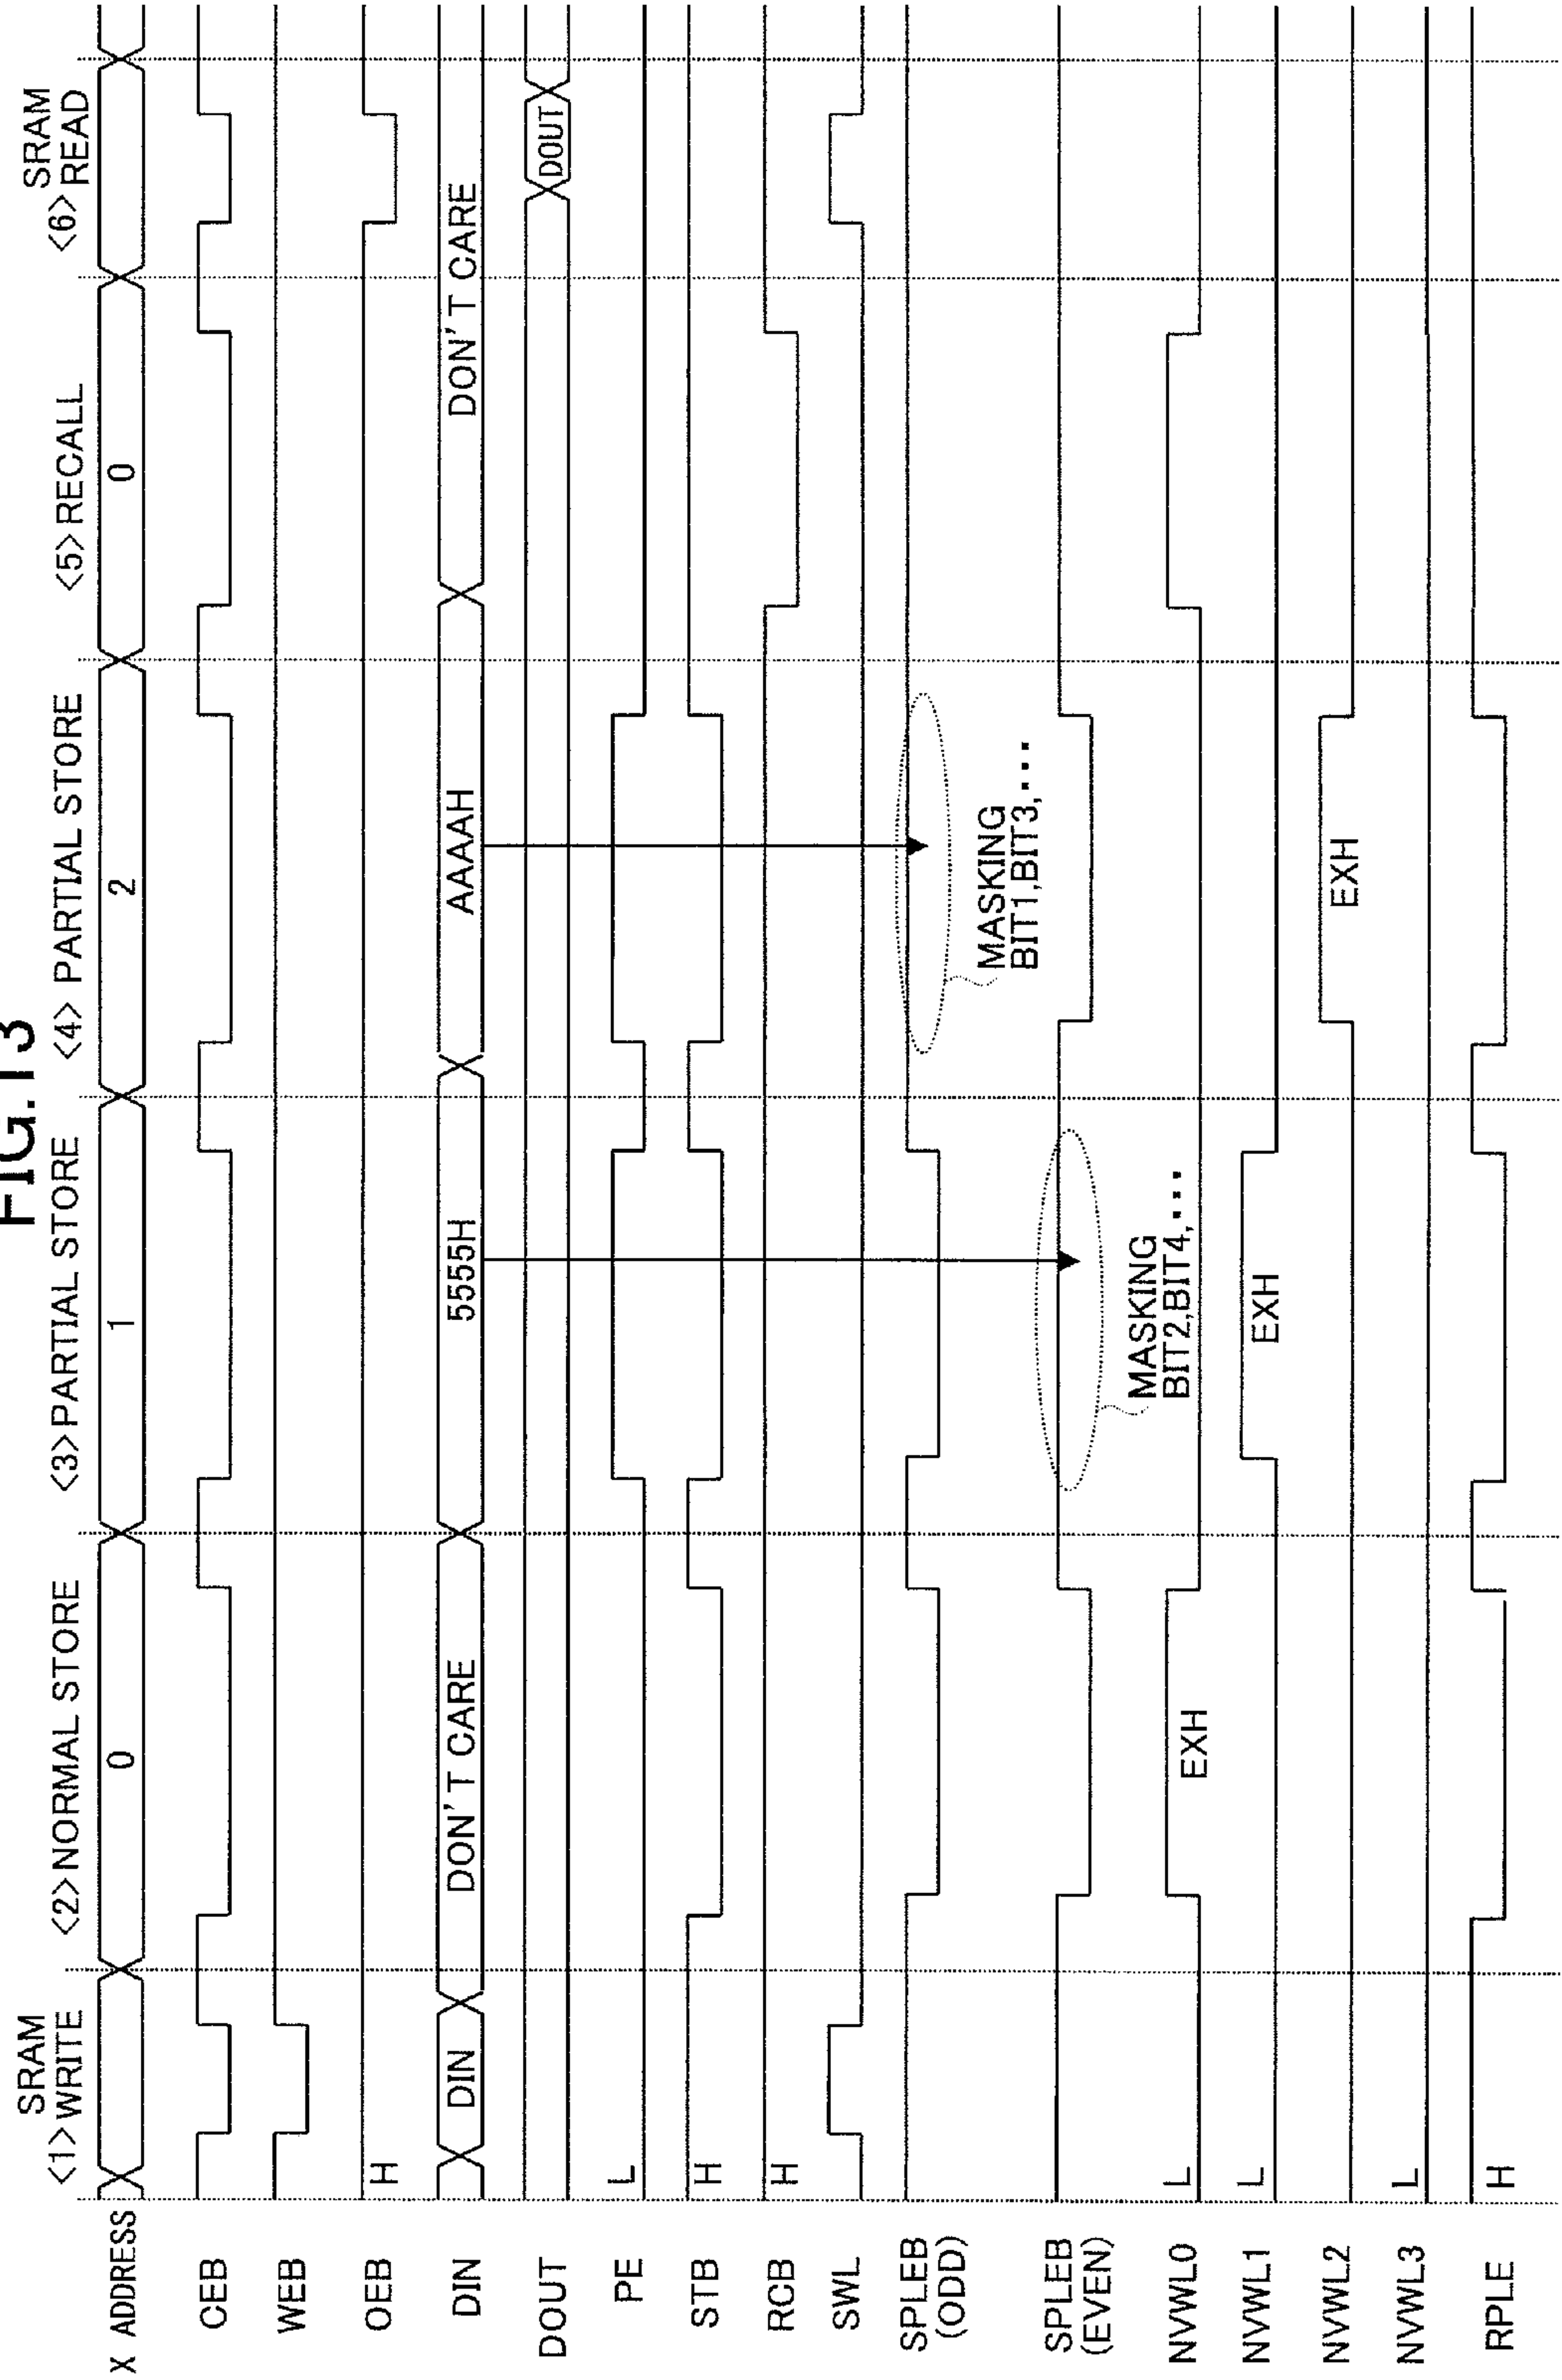 FIG.13
SRAM
<1>WRITE
<2>NORMAL STORE
<3>PARTIAL STORE
<4> PARTIAL STORE
<5>RECALL
SRAM
<6>READ
X ADDRESS
0
1
2
0
CEB
WEB
OEB
H
DIN
DIN
DON'T CARE
5555H
AAAAH
DON'T CARE
DOUT
DOUT
PE
L
STB
H
RCB
H
SWL
SPLEB
(ODD)
MASKING
BIT1,BIT3,...
SPLEB
(EVEN)
MASKING
BIT2,BIT4,...
NVWL0
L
EXH
NVWL1
L
EXH
NVWL2
EXH
NVWL3
L
RPLE
H